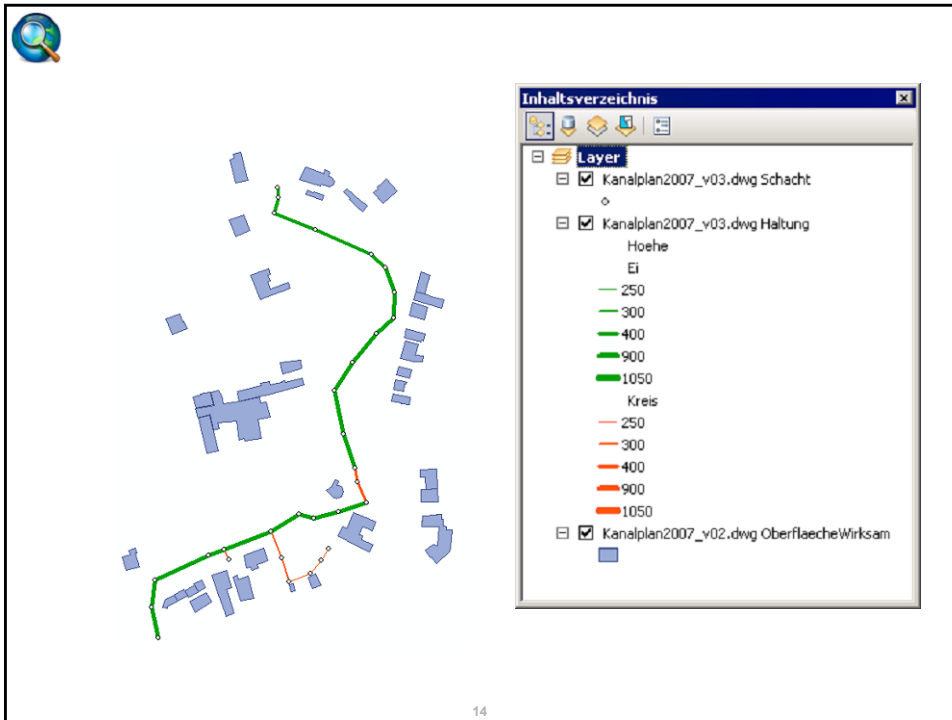 Inhaltsverzeichnis
Layer
Kanalplan2007_v03.dwg Schacht
Kanalplan2007_v03.dwg Haltung
Hoehe
Ei
250
300
400
900
1050
Kreis
250
300
400
900
1050
Kanalplan2007_v02.dwg OberflaecheWirksam
14